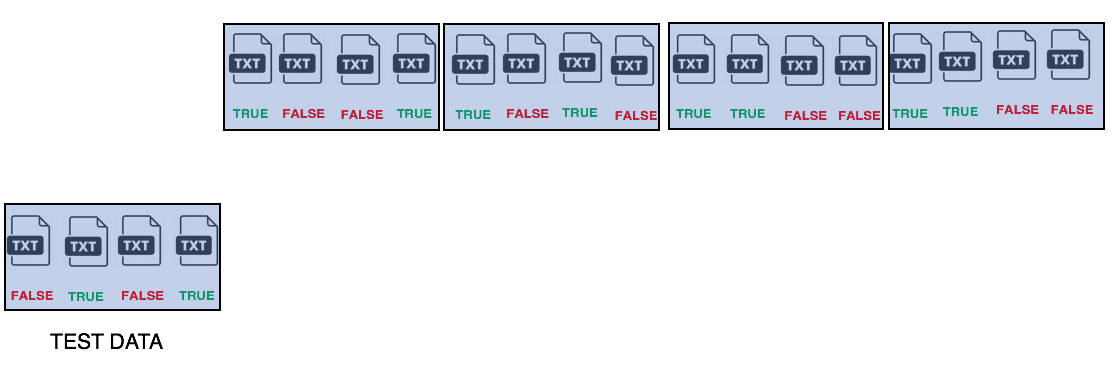 TXT TXT TXT TXT TXT TXT TXT TXT TXT TXT TXT TXT TXT TXT TXT TXT
TRUE FALSE FALSE TRUE TRUE FALSE TRUE FALSE TRUE TRUE FALSE FALSE TRUE TRUE FALSE FALSE
TXT TXT TXT TXT
FALSE TRUE FALSE TRUE
TEST DATA